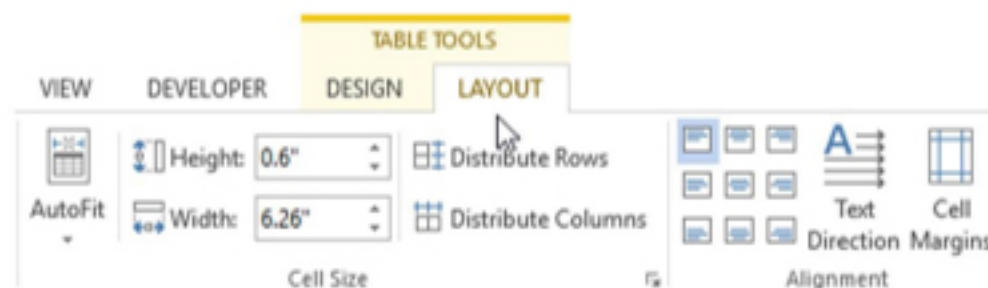 TABLE TOOLS
VIEW DEVELOPER DESIGN LAYOUT
Height: 0.6" Distribute Rows
AutoFit Width: 6.26" Distribute Columns
A
Text Direction
Cell Margins
Cell Size Alignment